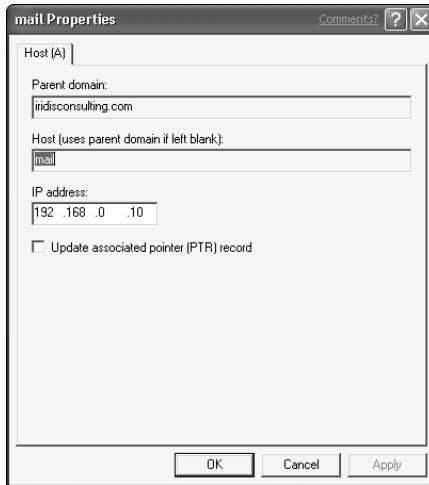 mail Properties
Comments?
Host (A)
Parent domain:
iridisconsulting.com
Host (uses parent domain if left blank):
mail
IP address:
192 .168 .0 .10
Update associated pointer (PTR) record
OK Cancel Apply